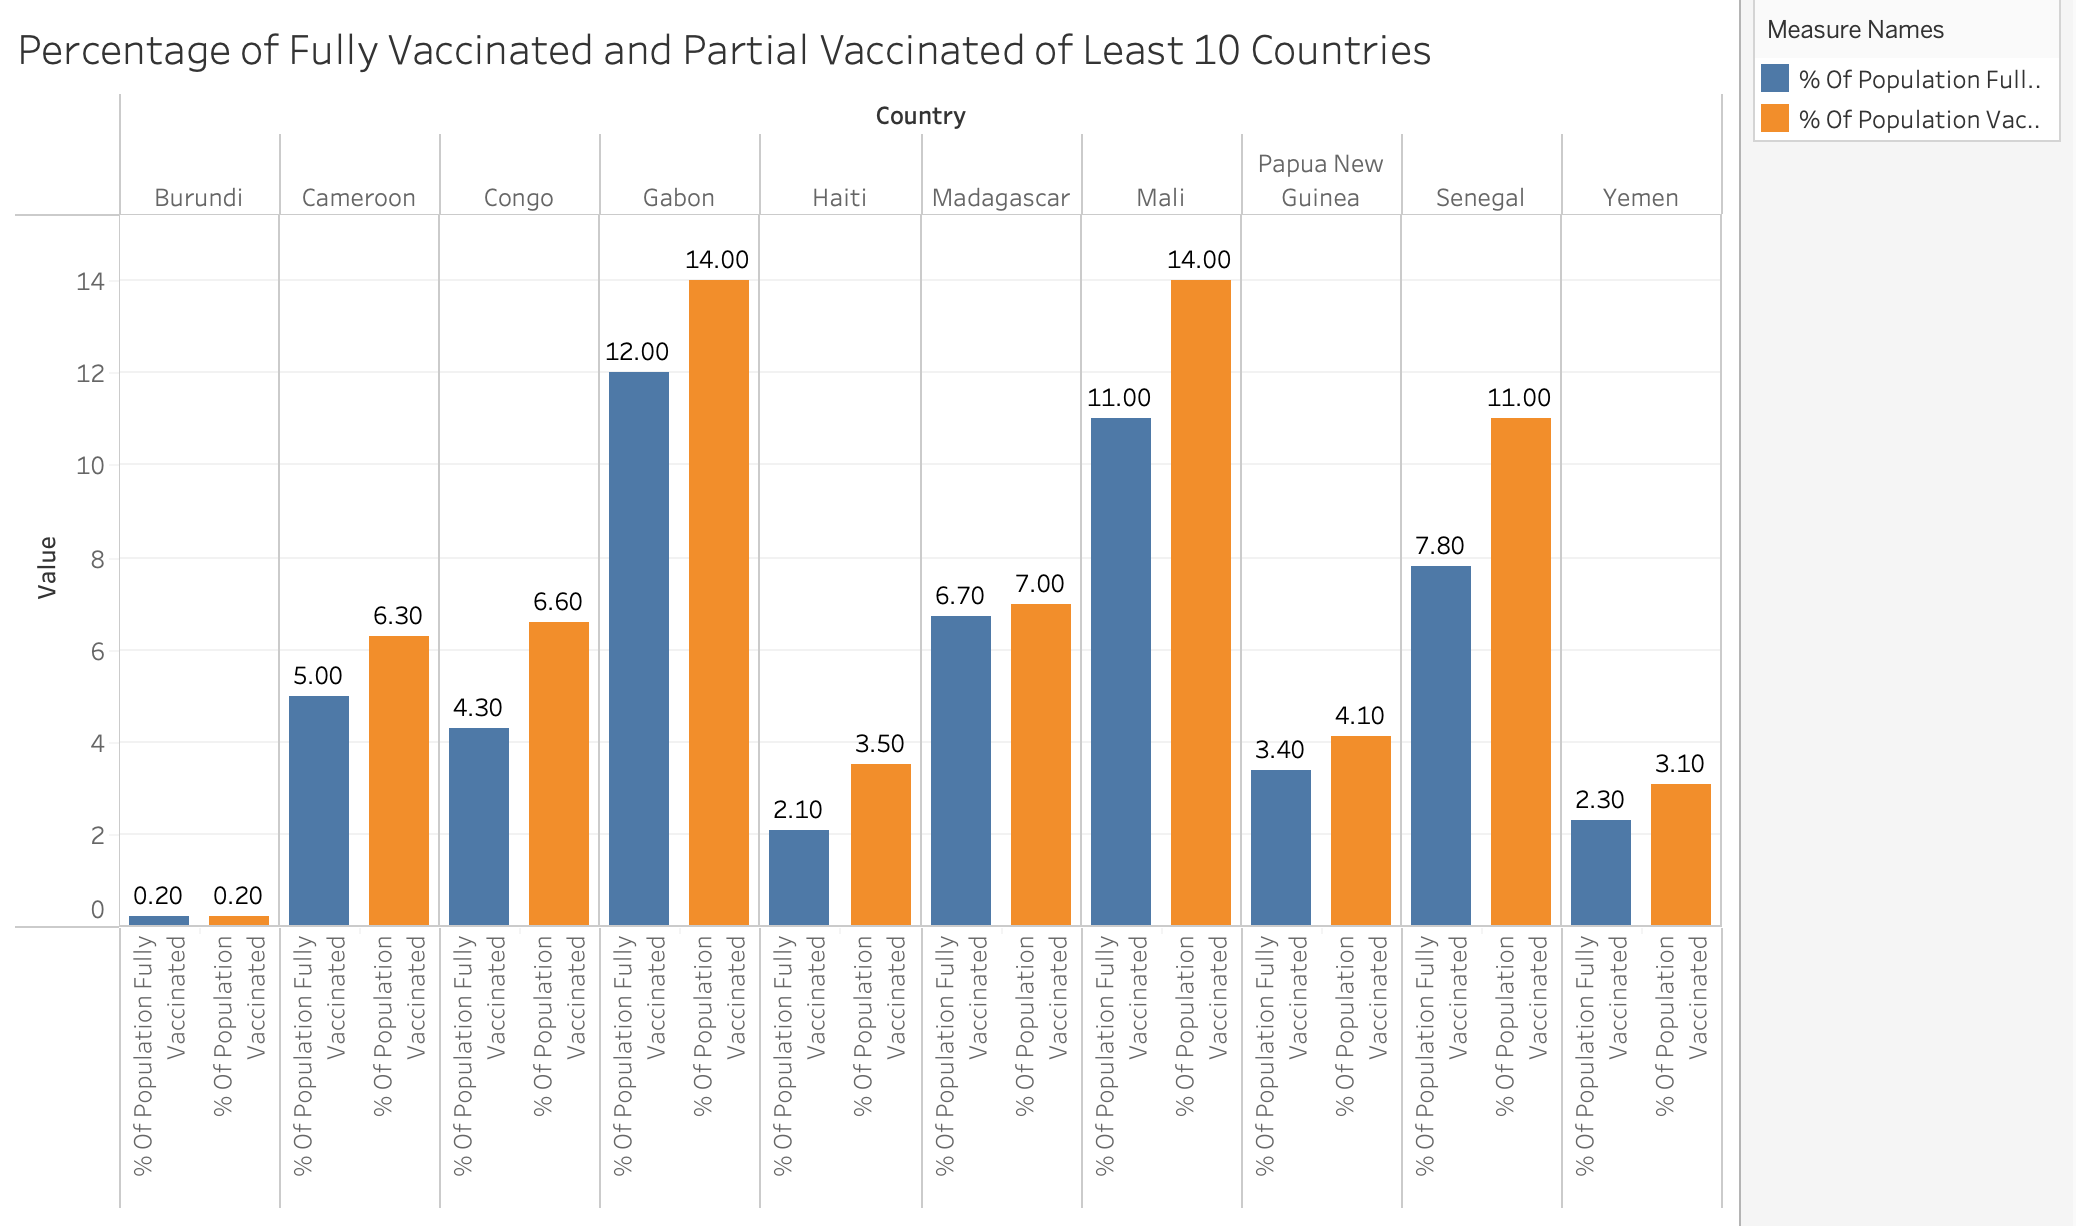 Percentage of Fully Vaccinated and Partial Vaccinated of Least 10 Countries
Measure Names
% Of Population Full..
% Of Population Vac..
Country
Burundi
Cameroon
Congo
Gabon
Haiti
Madagascar
Mali
Papua New
Guinea
Senegal
Yemen
Value
14
12
10
8
6
4
2
0
0.20
0.20
5.00
6.30
4.30
6.60
12.00
14.00
2.10
3.50
6.70
7.00
11.00
14.00
3.40
4.10
7.80
11.00
2.30
3.10
% Of Population Fully
Vaccinated
% Of Population
Vaccinated
% Of Population Fully
Vaccinated
% Of Population
Vaccinated
% Of Population Fully
Vaccinated
% Of Population
Vaccinated
% Of Population Fully
Vaccinated
% Of Population
Vaccinated
% Of Population Fully
Vaccinated
% Of Population
Vaccinated
% Of Population Fully
Vaccinated
% Of Population
Vaccinated
% Of Population Fully
Vaccinated
% Of Population
Vaccinated
% Of Population Fully
Vaccinated
% Of Population
Vaccinated
% Of Population Fully
Vaccinated
% Of Population
Vaccinated
% Of Population Fully
Vaccinated
% Of Population
Vaccinated